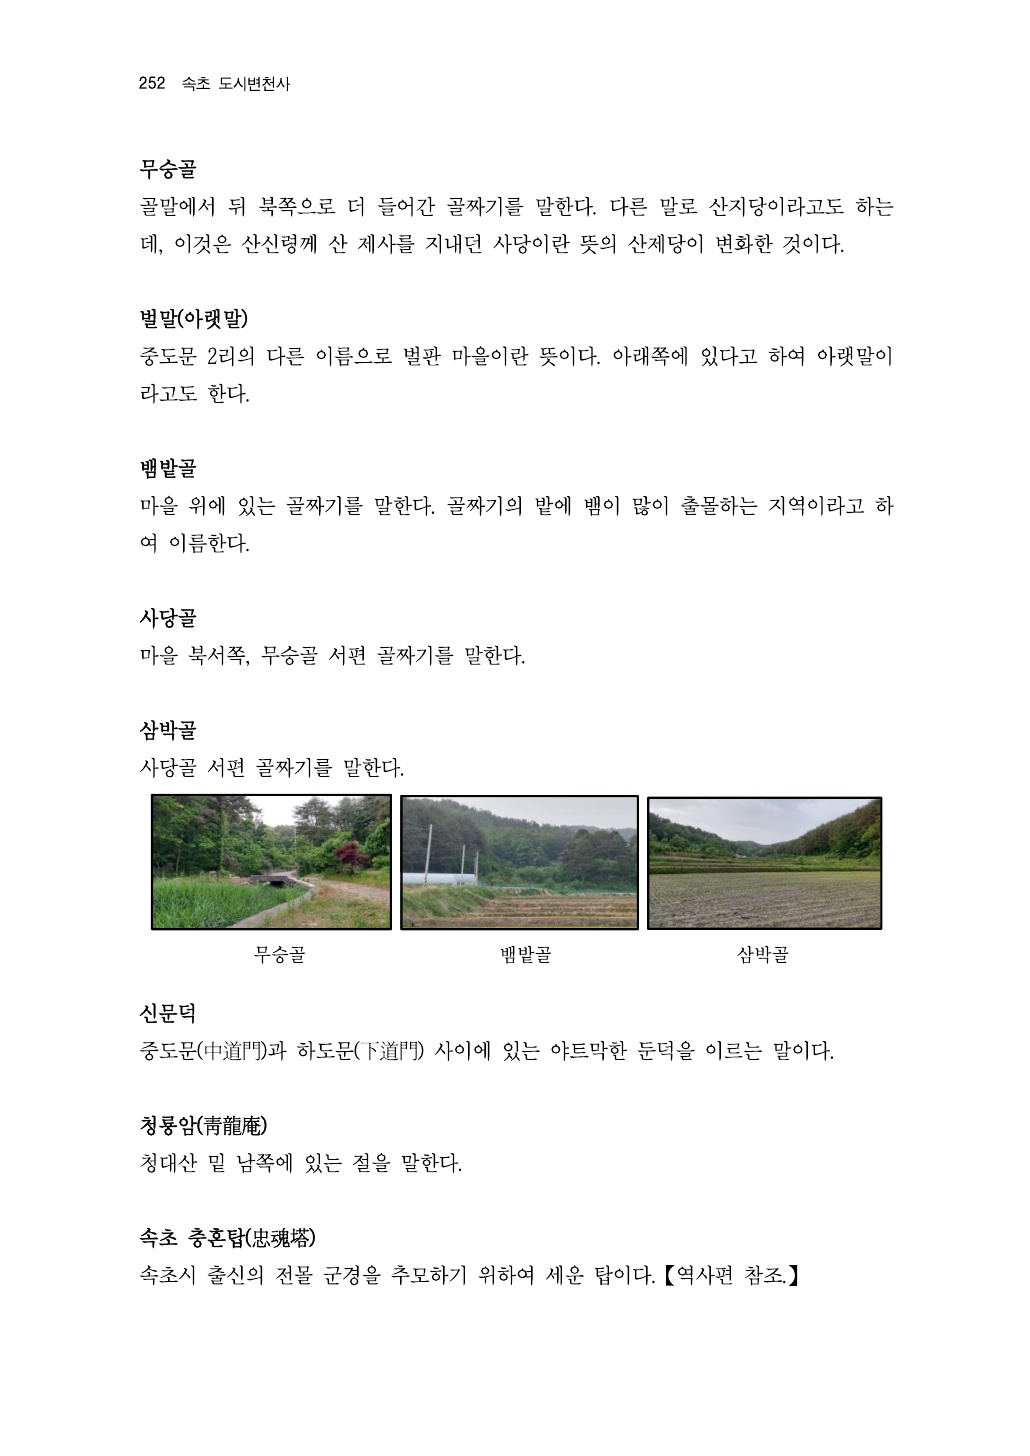 252 속초 도시변천사
무숭골
골말에서 뒤 북쪽으로 더 들어간 골짜기를 말한다. 다른 말로 산지당이라고도 하는
데, 이것은 산신령께 산 제사를 지내던 사당이란 뜻의 산제당이 변화한 것이다.
벌말(아랫말)
중도문 2리의 다른 이름으로 벌판 마을이란 뜻이다. 아래쪽에 있다고 하여 아랫말이
라고도 한다.
뱀밭골
마을 위에 있는 골짜기를 말한다. 골짜기의 밭에 뱀이 많이 출몰하는 지역이라고 하
여 이름한다.
사당골
마을 북서쪽, 무숭골 서편 골짜기를 말한다.
삼박골
사당골 서편 골짜기를 말한다.
무숭골 뱀밭골 삼박골
신문덕
중도문(中道門)과 하도문(下道門) 사이에 있는 야트막한 둔덕을 이르는 말이다.
청룡암(靑龍庵)
청대산 밑 남쪽에 있는 절을 말한다.
속초 충혼탑(忠魂塔)
속초시 출신의 전몰 군경을 추모하기 위하여 세운 탑이다.【역사편 참조.】